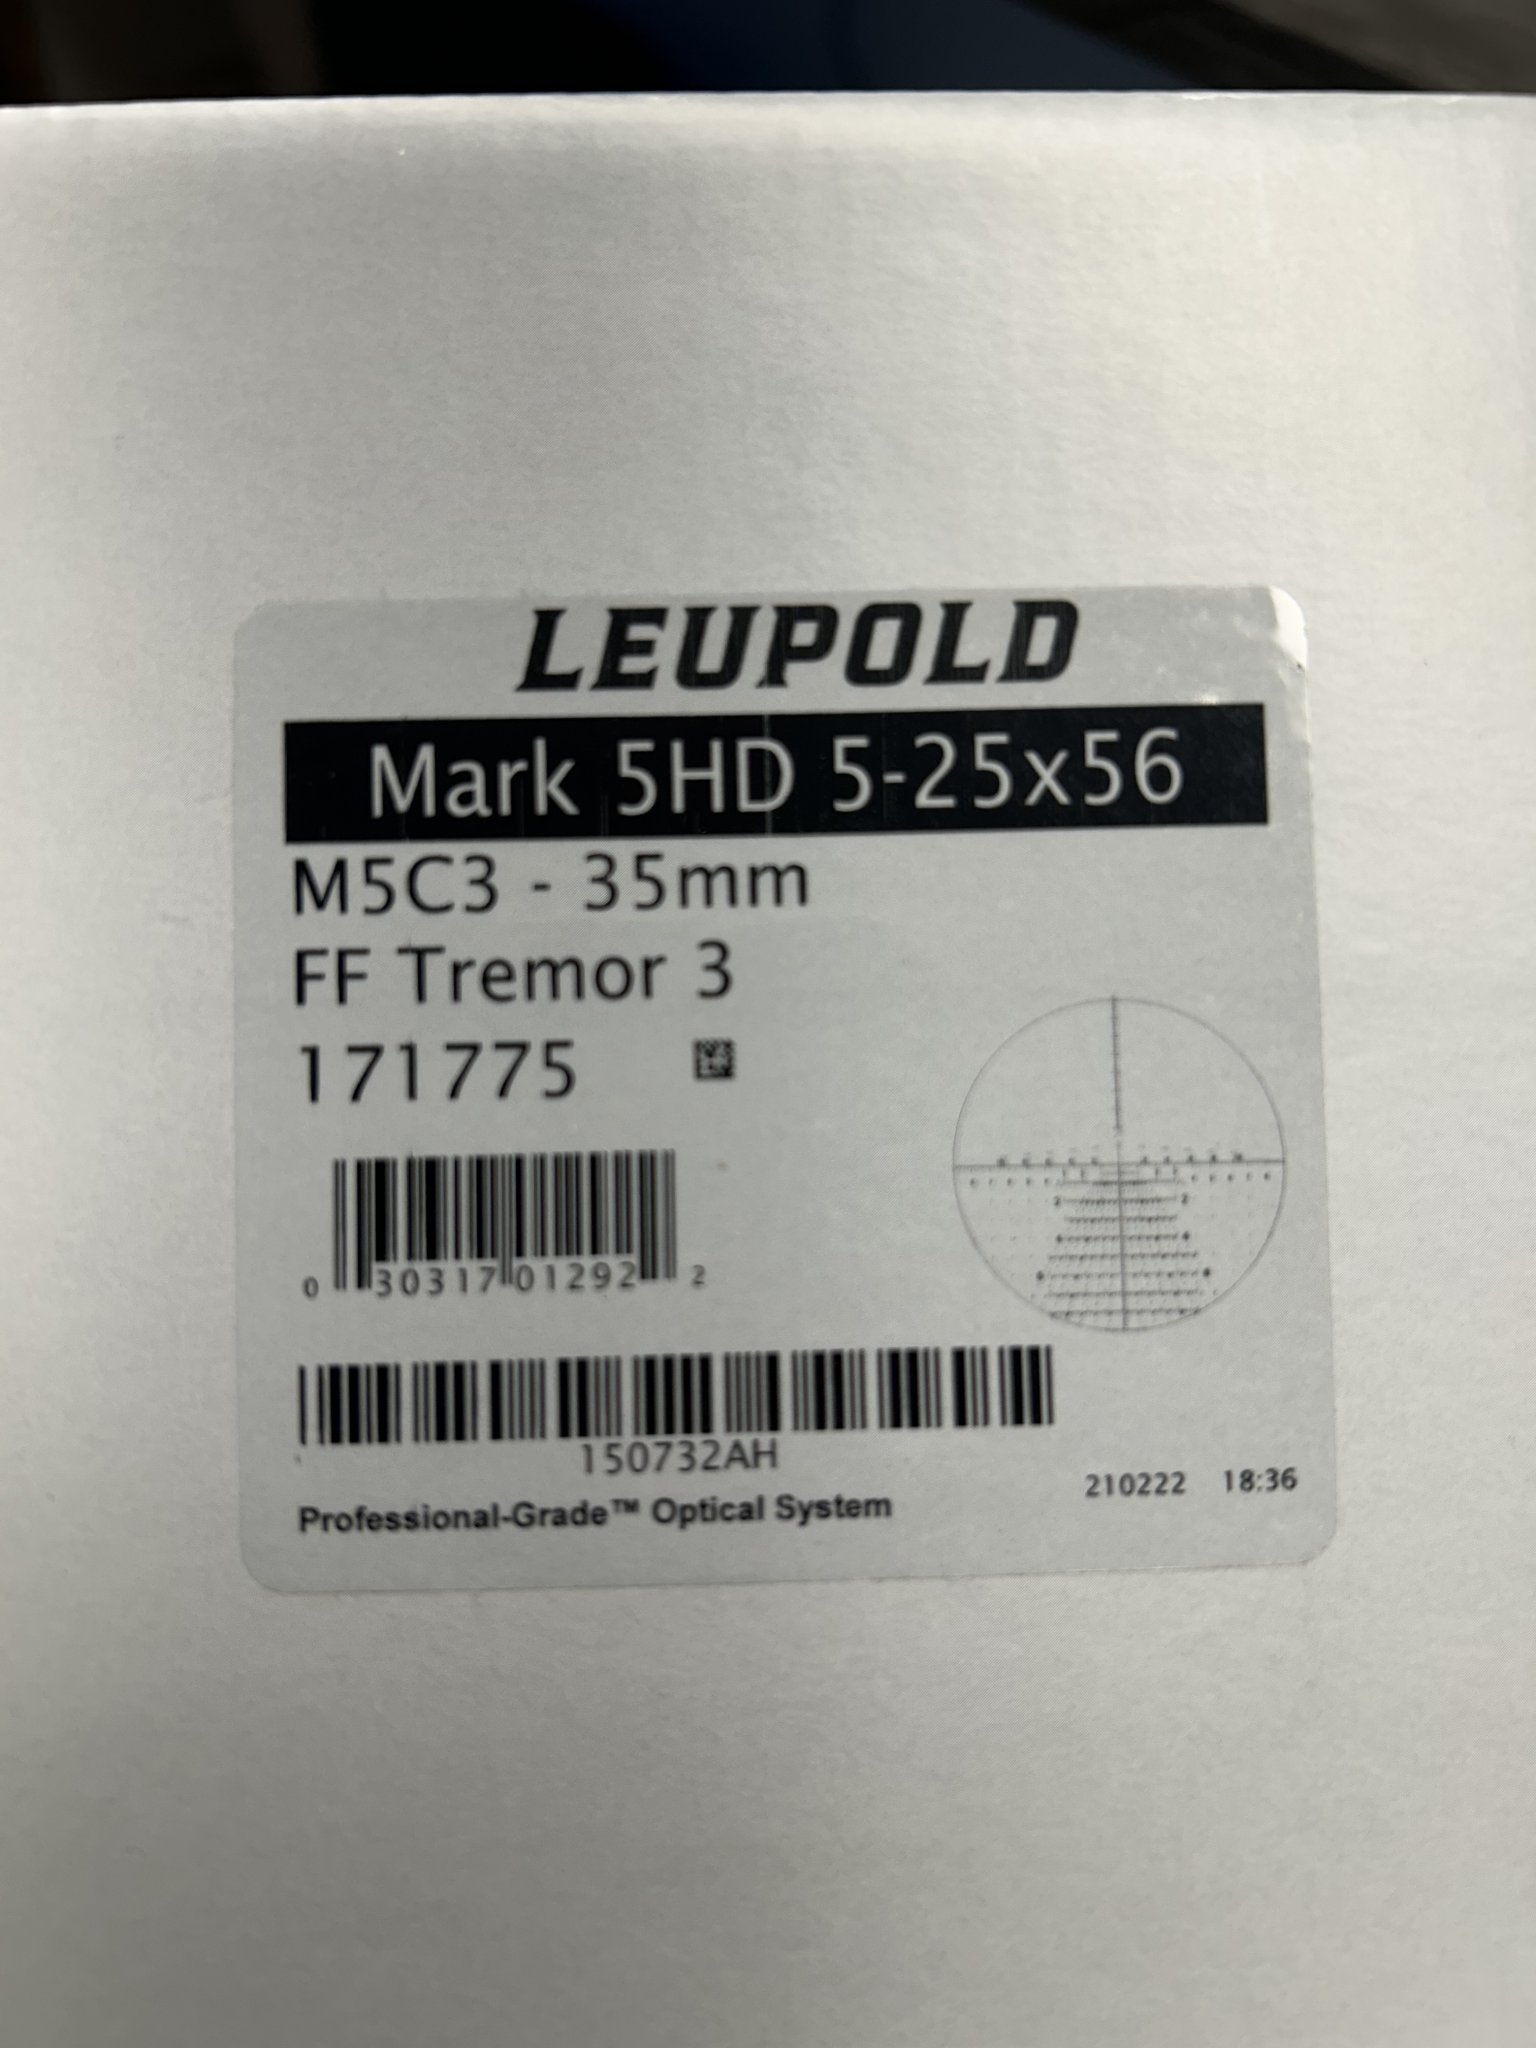 LEUPOLD
Mark 5HD 5-25x56
M5C3 - 35mm
FF Tremor 3
171775
0 30317 01292 2
150732AH
Professional-Grade™ Optical System
210222 18:36